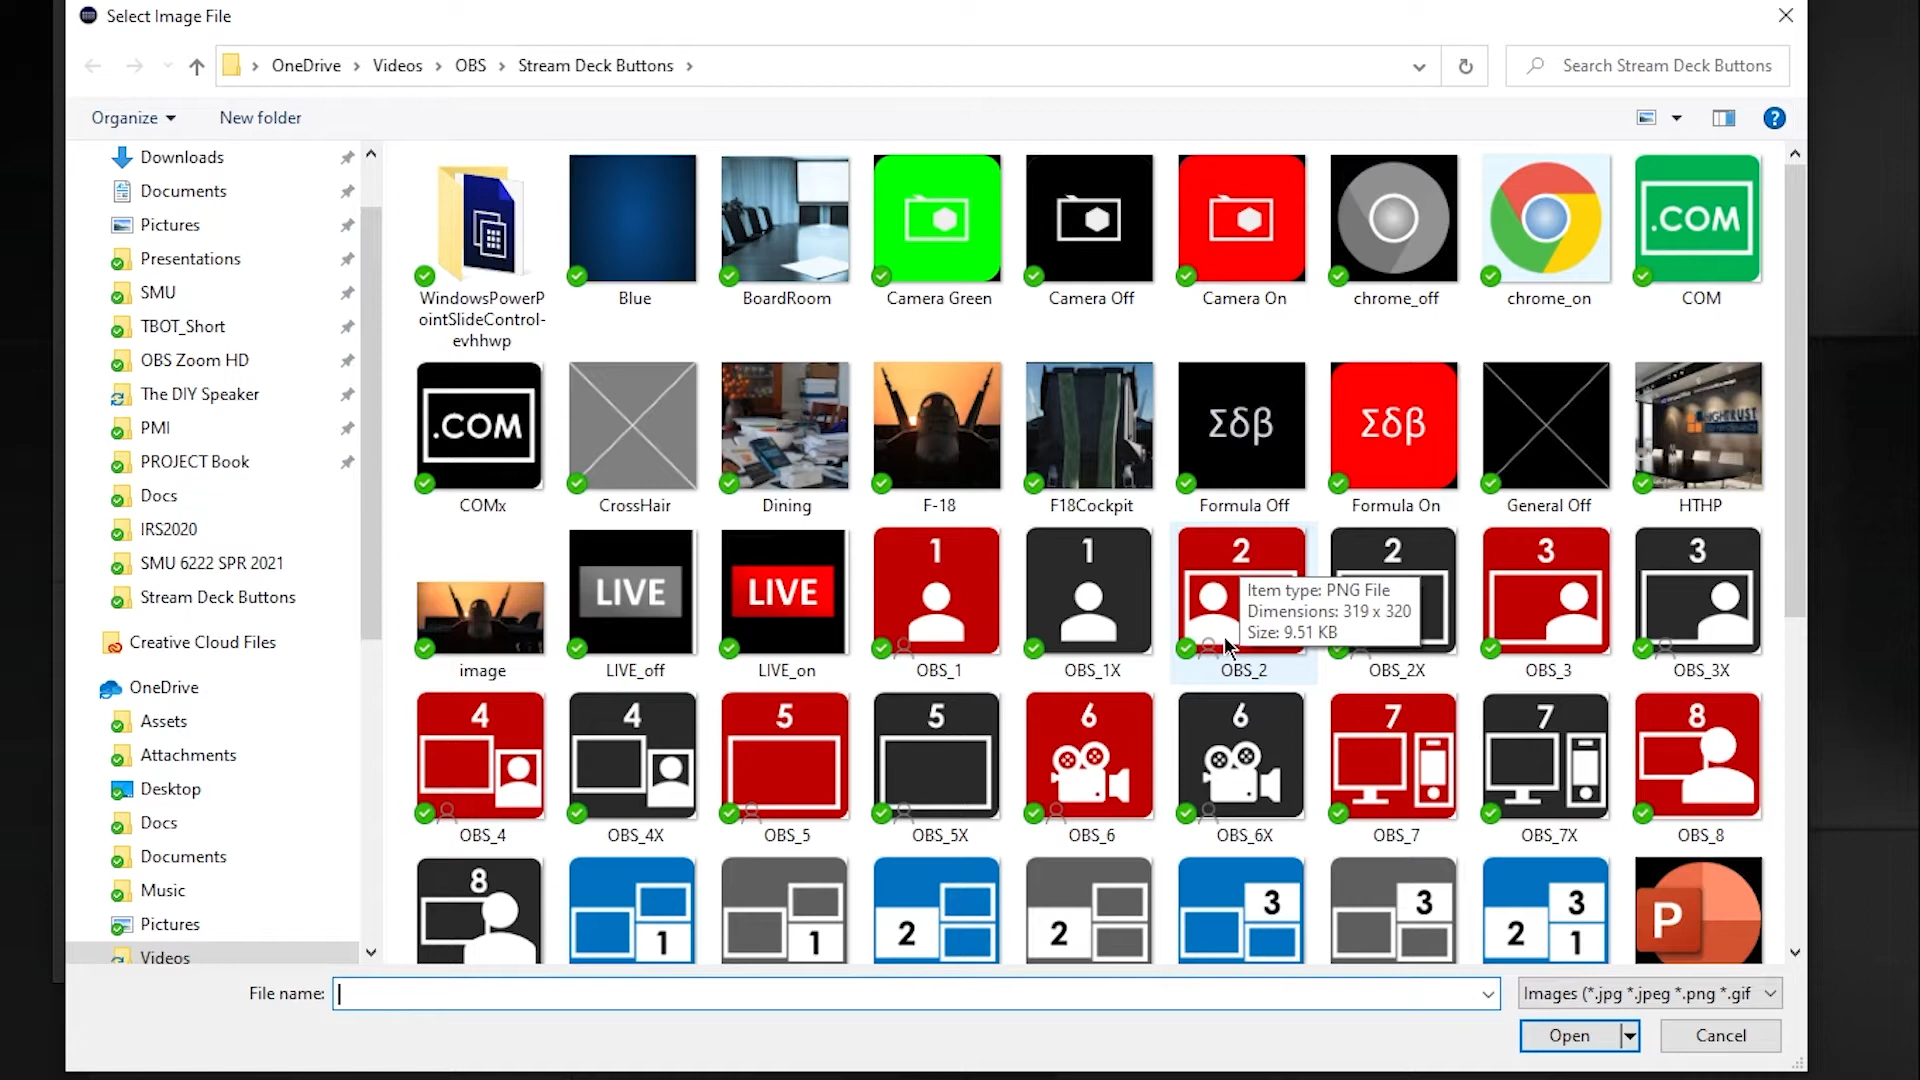 Select Image File
OneDrive > Videos > OBS > Stream Deck Buttons >
Search Stream Deck Buttons
Organize
New folder
Downloads
Documents
Pictures
Presentations
SMU
TBOT_Short
OBS Zoom HD
The DIY Speaker
PMI
PROJECT Book
Docs
IRS2020
SMU 6222 SPR 2021
Stream Deck Buttons
Creative Cloud Files
OneDrive
Assets
Attachments
Desktop
Docs
Documents
Music
Pictures
Videos
.COM
WindowsPowerP
ointSlideControl-
evhhwp
Blue
BoardRoom
Camera Green
Camera Off
Camera On
chrome_off
chrome_on
COM
.COM
Σδβ
Σδβ
COMx
CrossHair
Dining
F-18
F18Cockpit
Formula Off
Formula On
General Off
HTHP
LIVE
LIVE
1
1
2
2
3
3
Item type: PNG File
Dimensions: 319 x 320
Size: 9.51 KB
image
LIVE_off
LIVE_on
OBS_1
OBS_1X
OBS_2
OBS_2X
OBS_3
OBS_3X
4
4
5
5
6
6
7
7
8
OBS_4
OBS_4X
OBS_5
OBS_5X
OBS_6
OBS_6X
OBS_7
OBS_7X
OBS_8
8
1
1
2
2
3
3
2 3 1
P
File name:
Images (*.jpg *.jpeg *.png *.gif
Open
Cancel